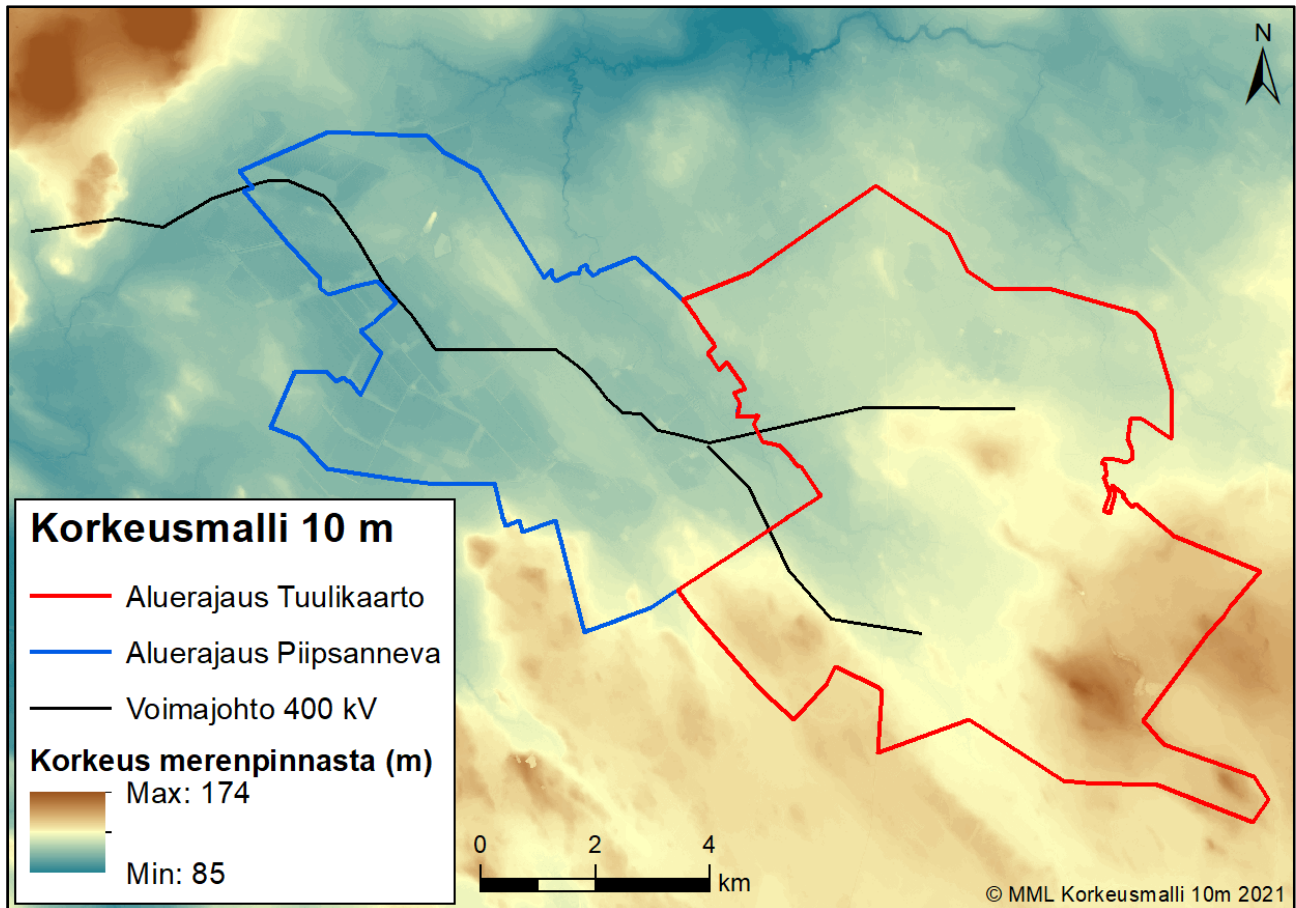 N
Korkeusmalli 10 m
Aluerajaus Tuulikaarto
Aluerajaus Piipsanneva
Voimajohto 400 kV
Korkeus merenpinnasta (m)
Max: 174
Min: 85
0 2 4
km
© MML Korkeusmalli 10m 2021